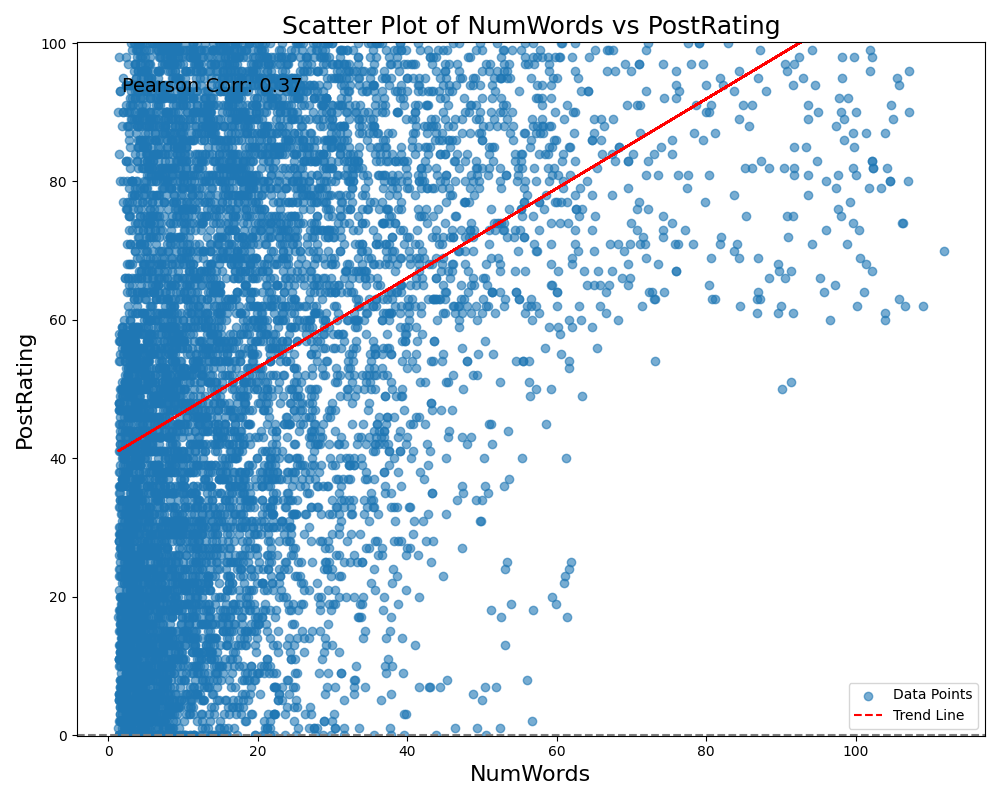 Scatter Plot of NumWords vs PostRating
Pearson Corr: 0.37
PostRating
100
80
60
40
20
0
0 20 40 60 80 100
NumWords
Data Points
Trend Line